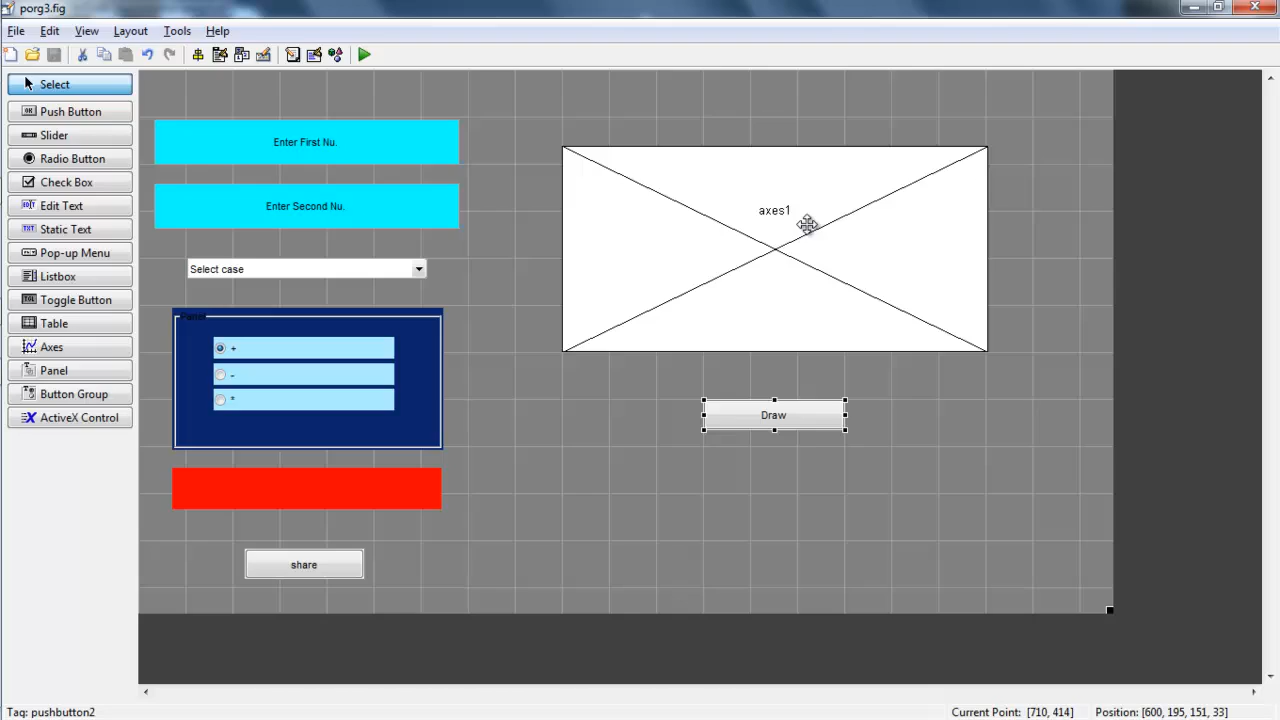 porg3.fig
File Edit View Layout Tools Help
Select
Push Button
Slider
Radio Button
Check Box
Edit Text
Static Text
Pop-up Menu
Listbox
Toggle Button
Table
Axes
Panel
Button Group
ActiveX Control
Enter First Nu.
Enter Second Nu.
Select case
Panel
+
-
*
share
axes1
Draw
Tag: pushbutton2
Current Point: [710, 414]
Position: [600, 195, 151, 33]